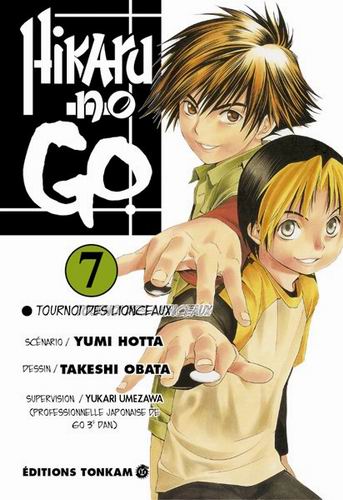 HiKARU
no
GO
7
● TOURNOI DES LIONCEAUX
SCÉNARIO / YUMI HOTTA
DESSIN / TAKESHI OBATA
SUPERVISION / YUKARI UMEZAWA
(PROFESSIONNELLE JAPONAISE DE
GO 3E DAN)
ÉDITIONS TONKAM